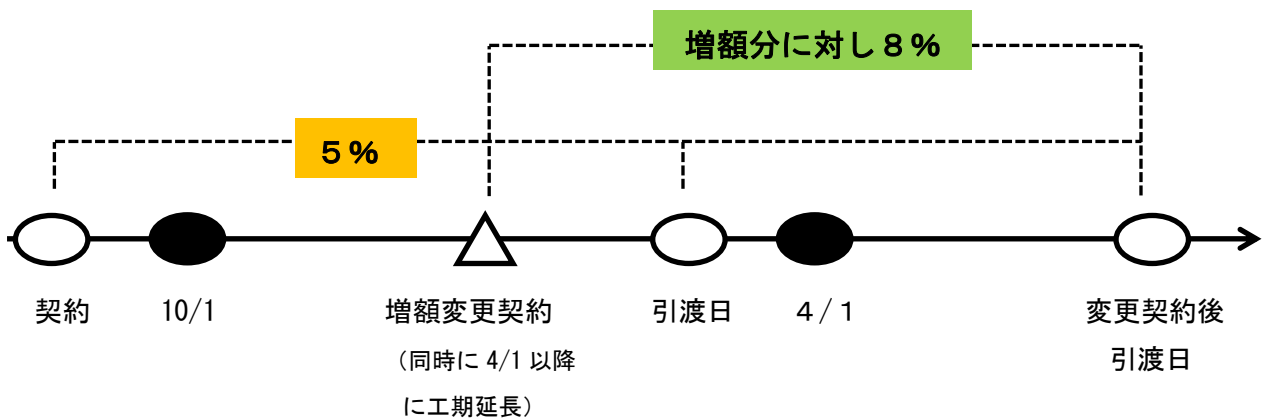 増額分に対し８％
５%
契約
10/1
増額変更契約
（同時に 4/1 以降
に工期延長）
引渡日
４/１
変更契約後
引渡日